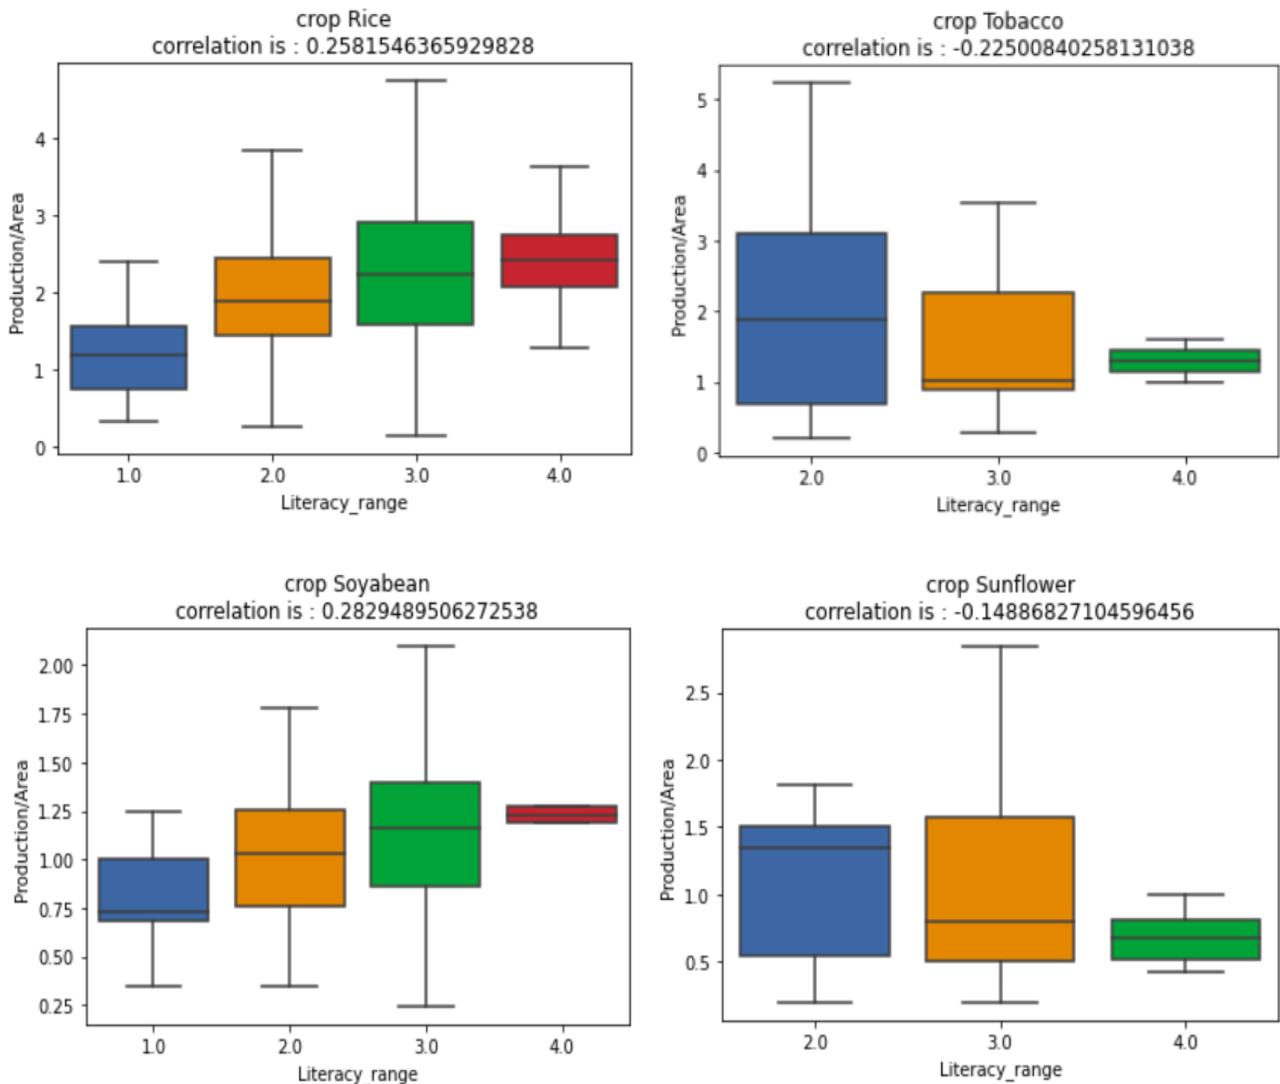 crop Rice
correlation is : 0.2581546365929828
Production/Area
4
3
2
1
0
1.0 2.0 3.0 4.0
Literacy_range
crop Tobacco
correlation is : -0.22500840258131038
Production/Area
5
4
3
2
1
0
2.0 3.0 4.0
Literacy_range
crop Soyabean
correlation is : 0.2829489506272538
Production/Area
2.00
1.75
1.50
1.25
1.00
0.75
0.50
0.25
1.0 2.0 3.0 4.0
Literacy_range
crop Sunflower
correlation is : -0.14886827104596456
Production/Area
2.5
2.0
1.5
1.0
0.5
2.0 3.0 4.0
Literacy_range